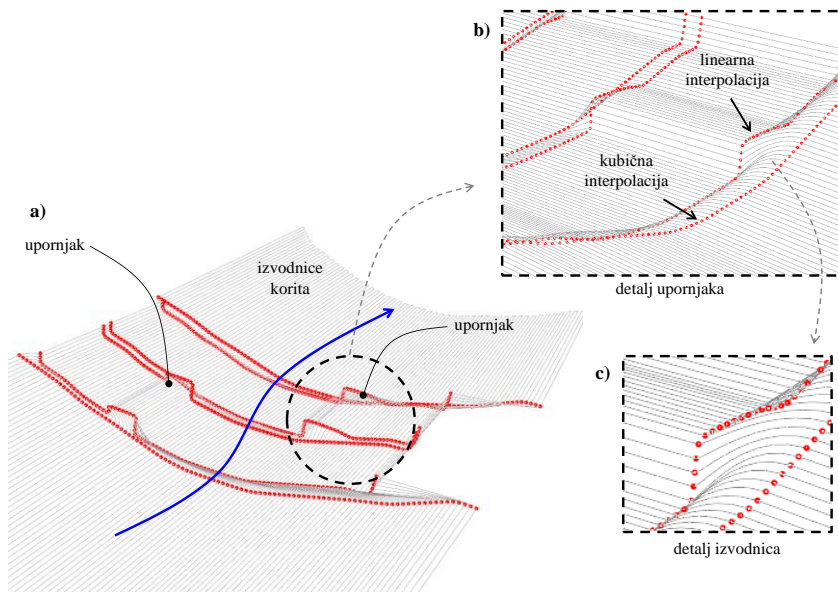 a)
upornjak
izvodnice
korita
upornjak
b)
linearna
interpolacija
kubična
interpolacija
detalj upornjaka
c)
detalj izvodnica